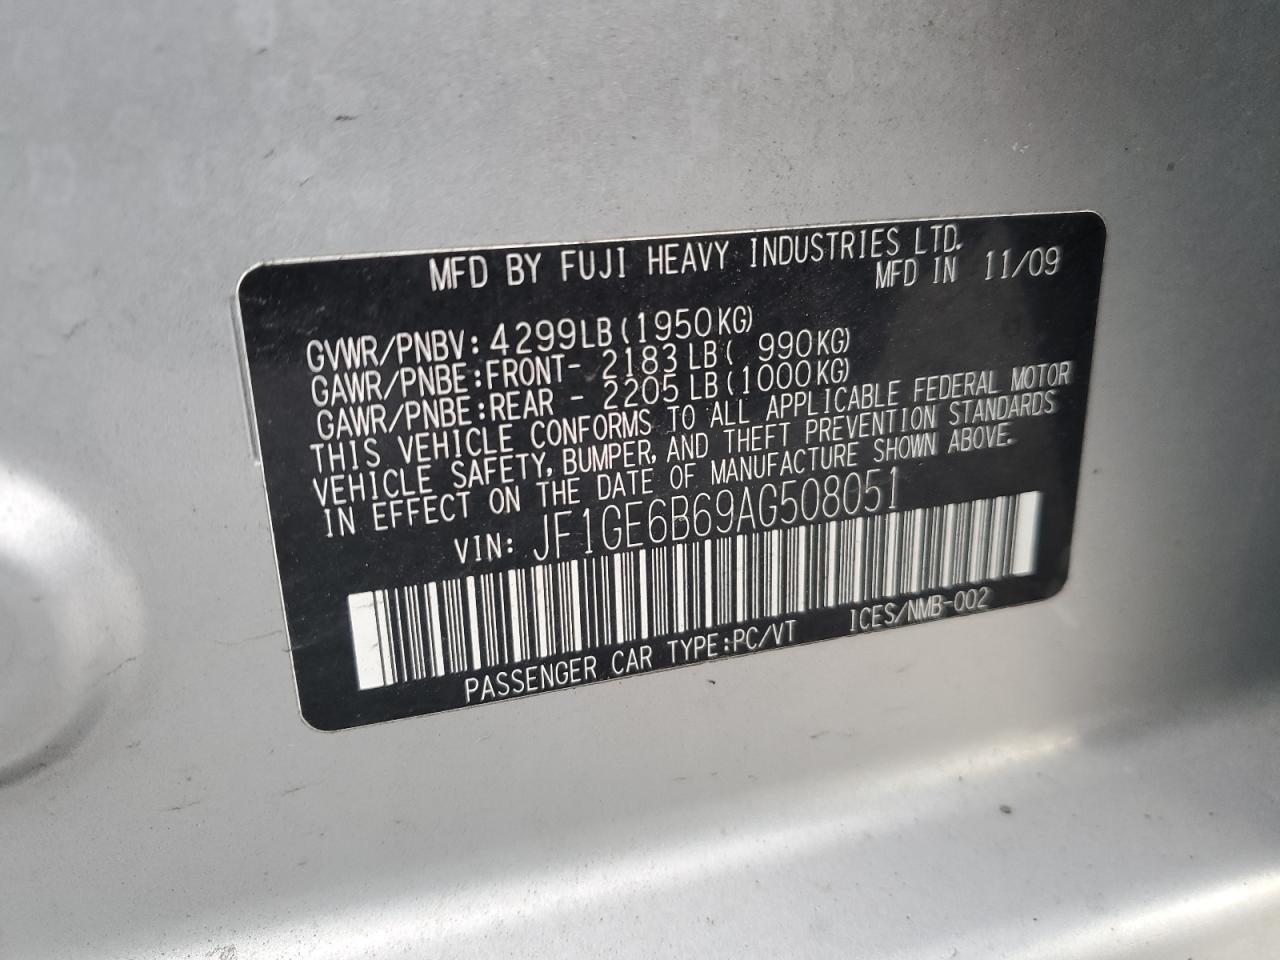 MFD BY FUJI HEAVY INDUSTRIES LTD.
MFD IN 11/09
GVWR/PNBV: 4299LB(1950KG)
GAWR/PNBE:FRONT- 2183LB( 990KG)
GAWR/PNBE:REAR - 2205LB(1000KG)
THIS VEHICLE CONFORMS TO ALL APPLICABLE FEDERAL MOTOR
VEHICLE SAFETY, BUMPER, AND THEFT PREVENTION STANDARDS
IN EFFECT ON THE DATE OF MANUFACTURE SHOWN ABOVE.
VIN: JF1GE6B69AG508051
PASSENGER CAR TYPE:PC/VT ICES/NMB-002